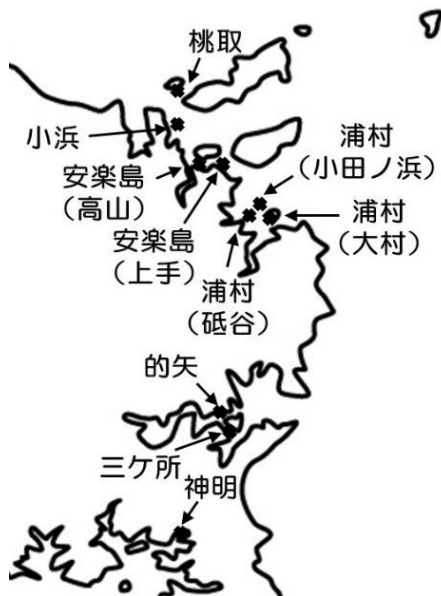 桃取
小浜
浦村
（小田ノ浜）
安楽島
（高山）
浦村
（大村）
安楽島
（上手）
浦村
（砥谷）
的矢
三ケ所
神明